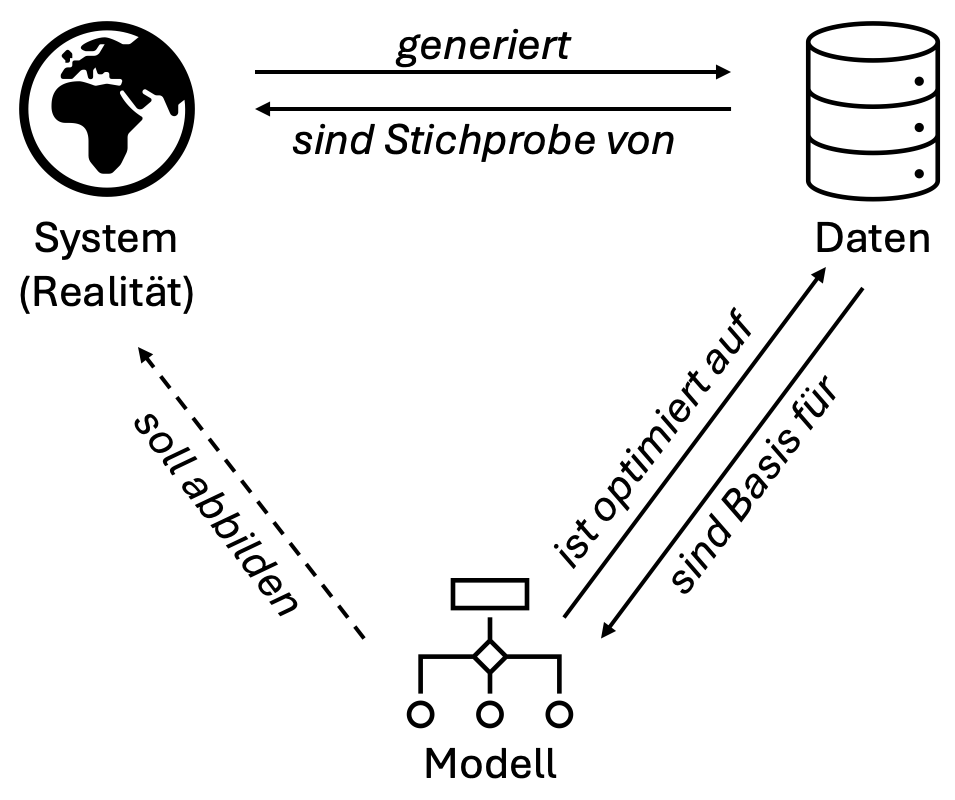 generiert
sind Stichprobe von
System
(Realität)
Daten
soll abbilden
ist optimiert auf
sind Basis für
Modell